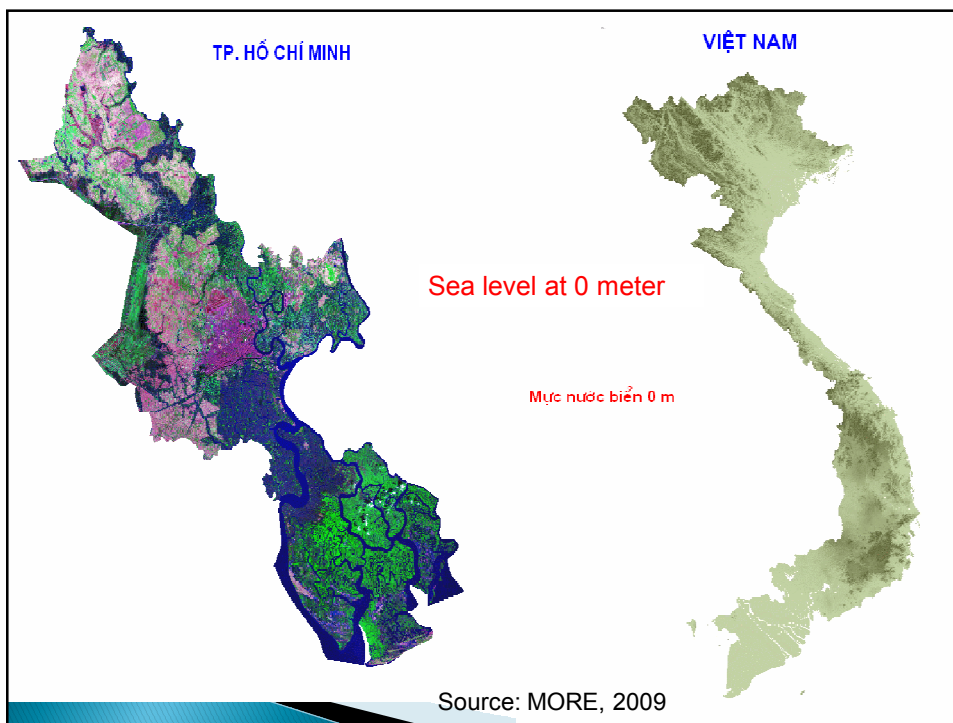 TP. HỒ CHÍ MINH
VIỆT NAM
Sea level at 0 meter
Mực nước biển 0 m
Source: MORE, 2009